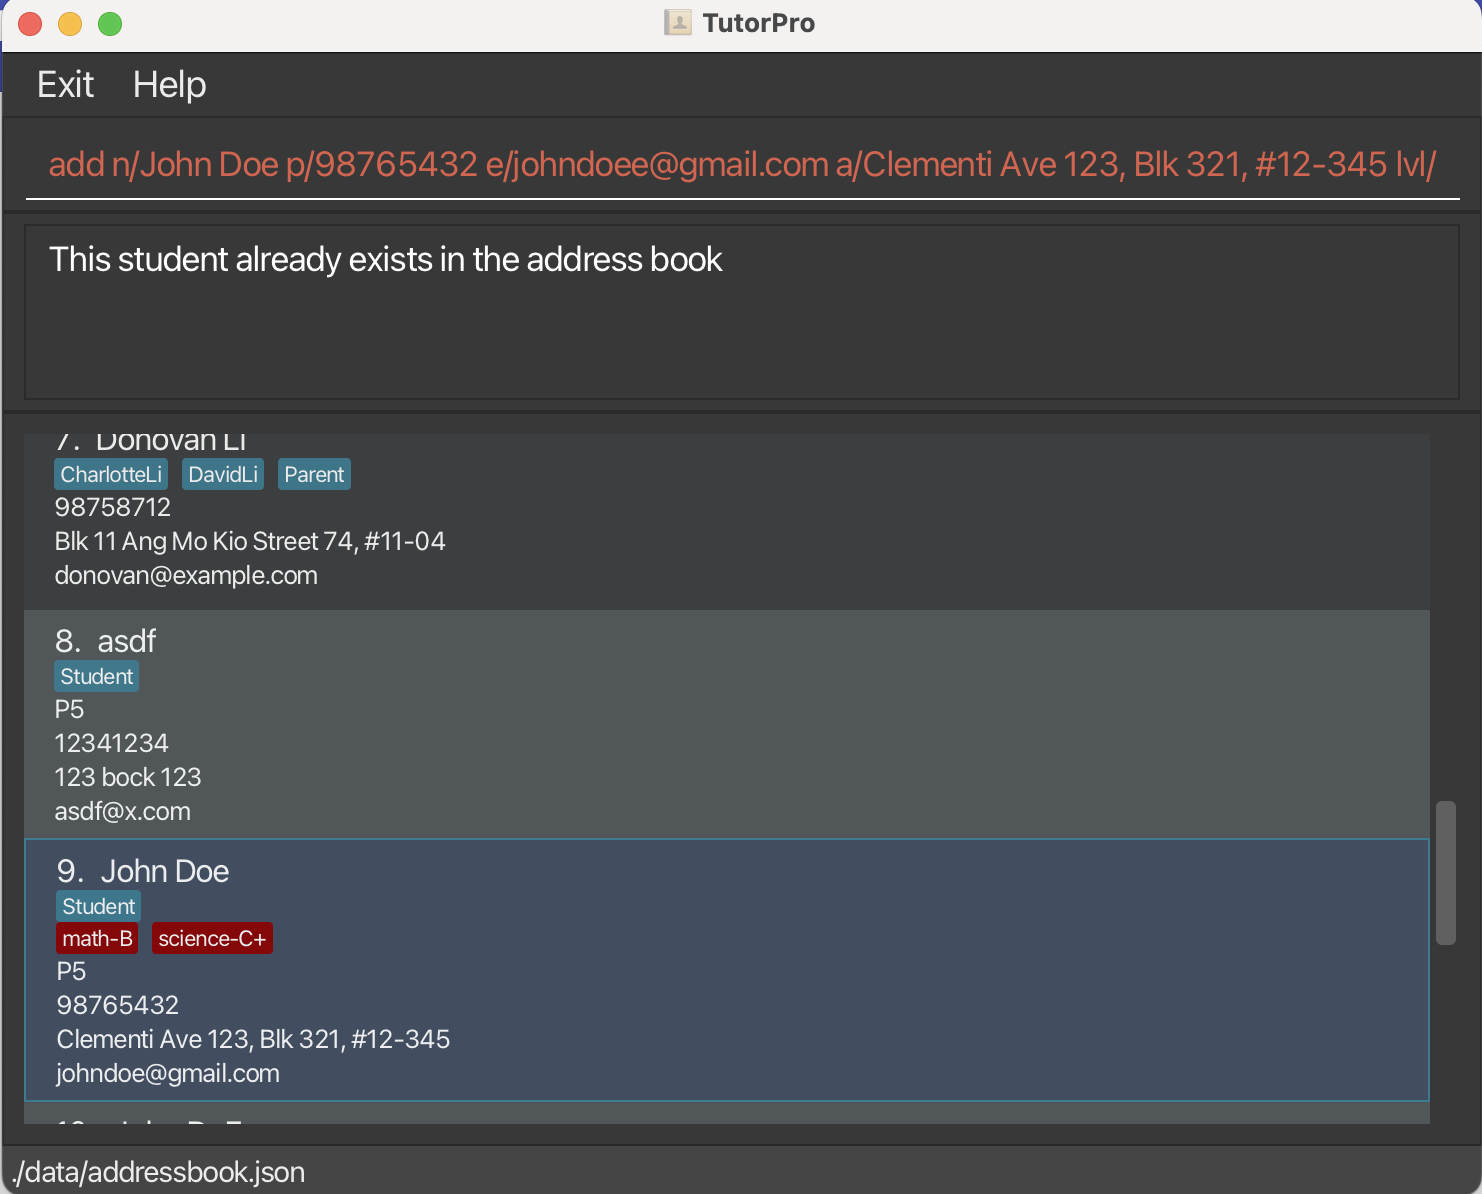 TutorPro
Exit Help
add n/John Doe p/98765432 e/johndoee@gmail.com a/Clementi Ave 123, Blk 321, #12-345 lvl/
This student already exists in the address book
7. Donovan Li
CharlotteLi DavidLi Parent
98758712
Blk 11 Ang Mo Kio Street 74, #11-04
donovan@example.com
8. asdf
Student
P5
12341234
123 bock 123
asdf@x.com
9. John Doe
Student
math-B science-C+
P5
98765432
Clementi Ave 123, Blk 321, #12-345
johndoe@gmail.com
./data/addressbook.json